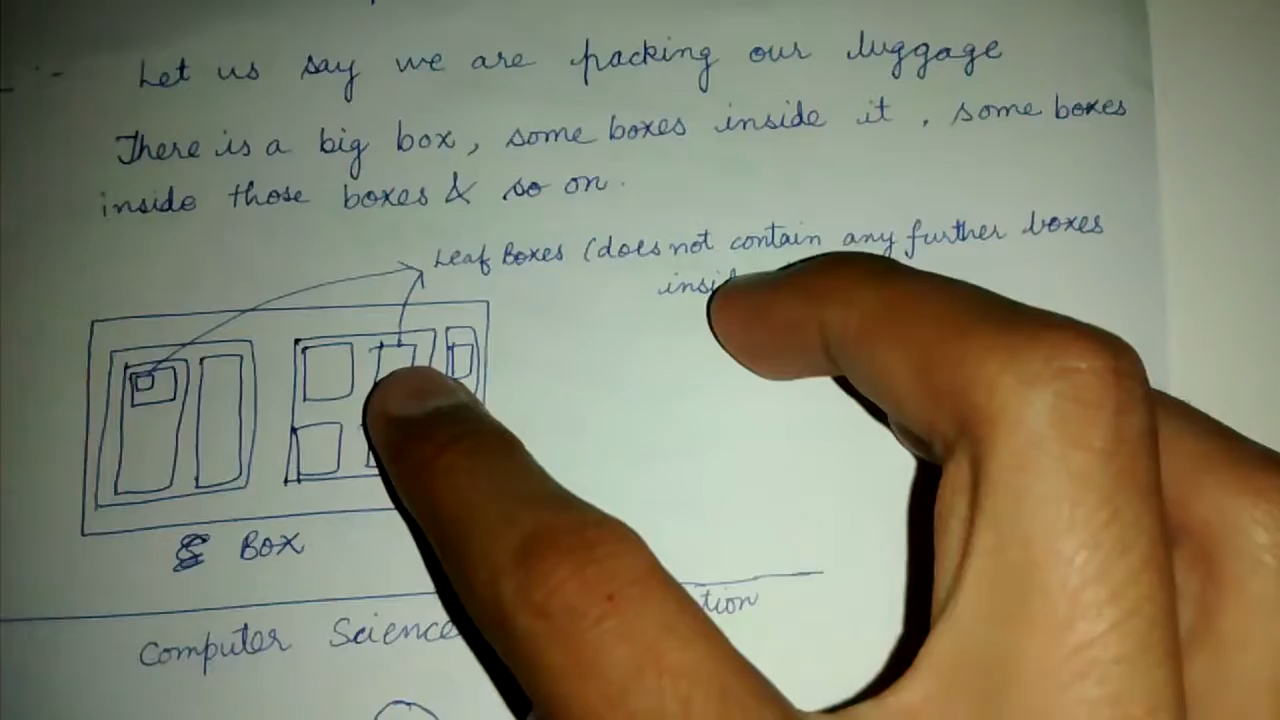 Let us say we are packing our luggage
There is a big box, some boxes inside it, some boxes
inside those boxes & so on.
Leaf Boxes (does not contain any further boxes
Box
Computer Science